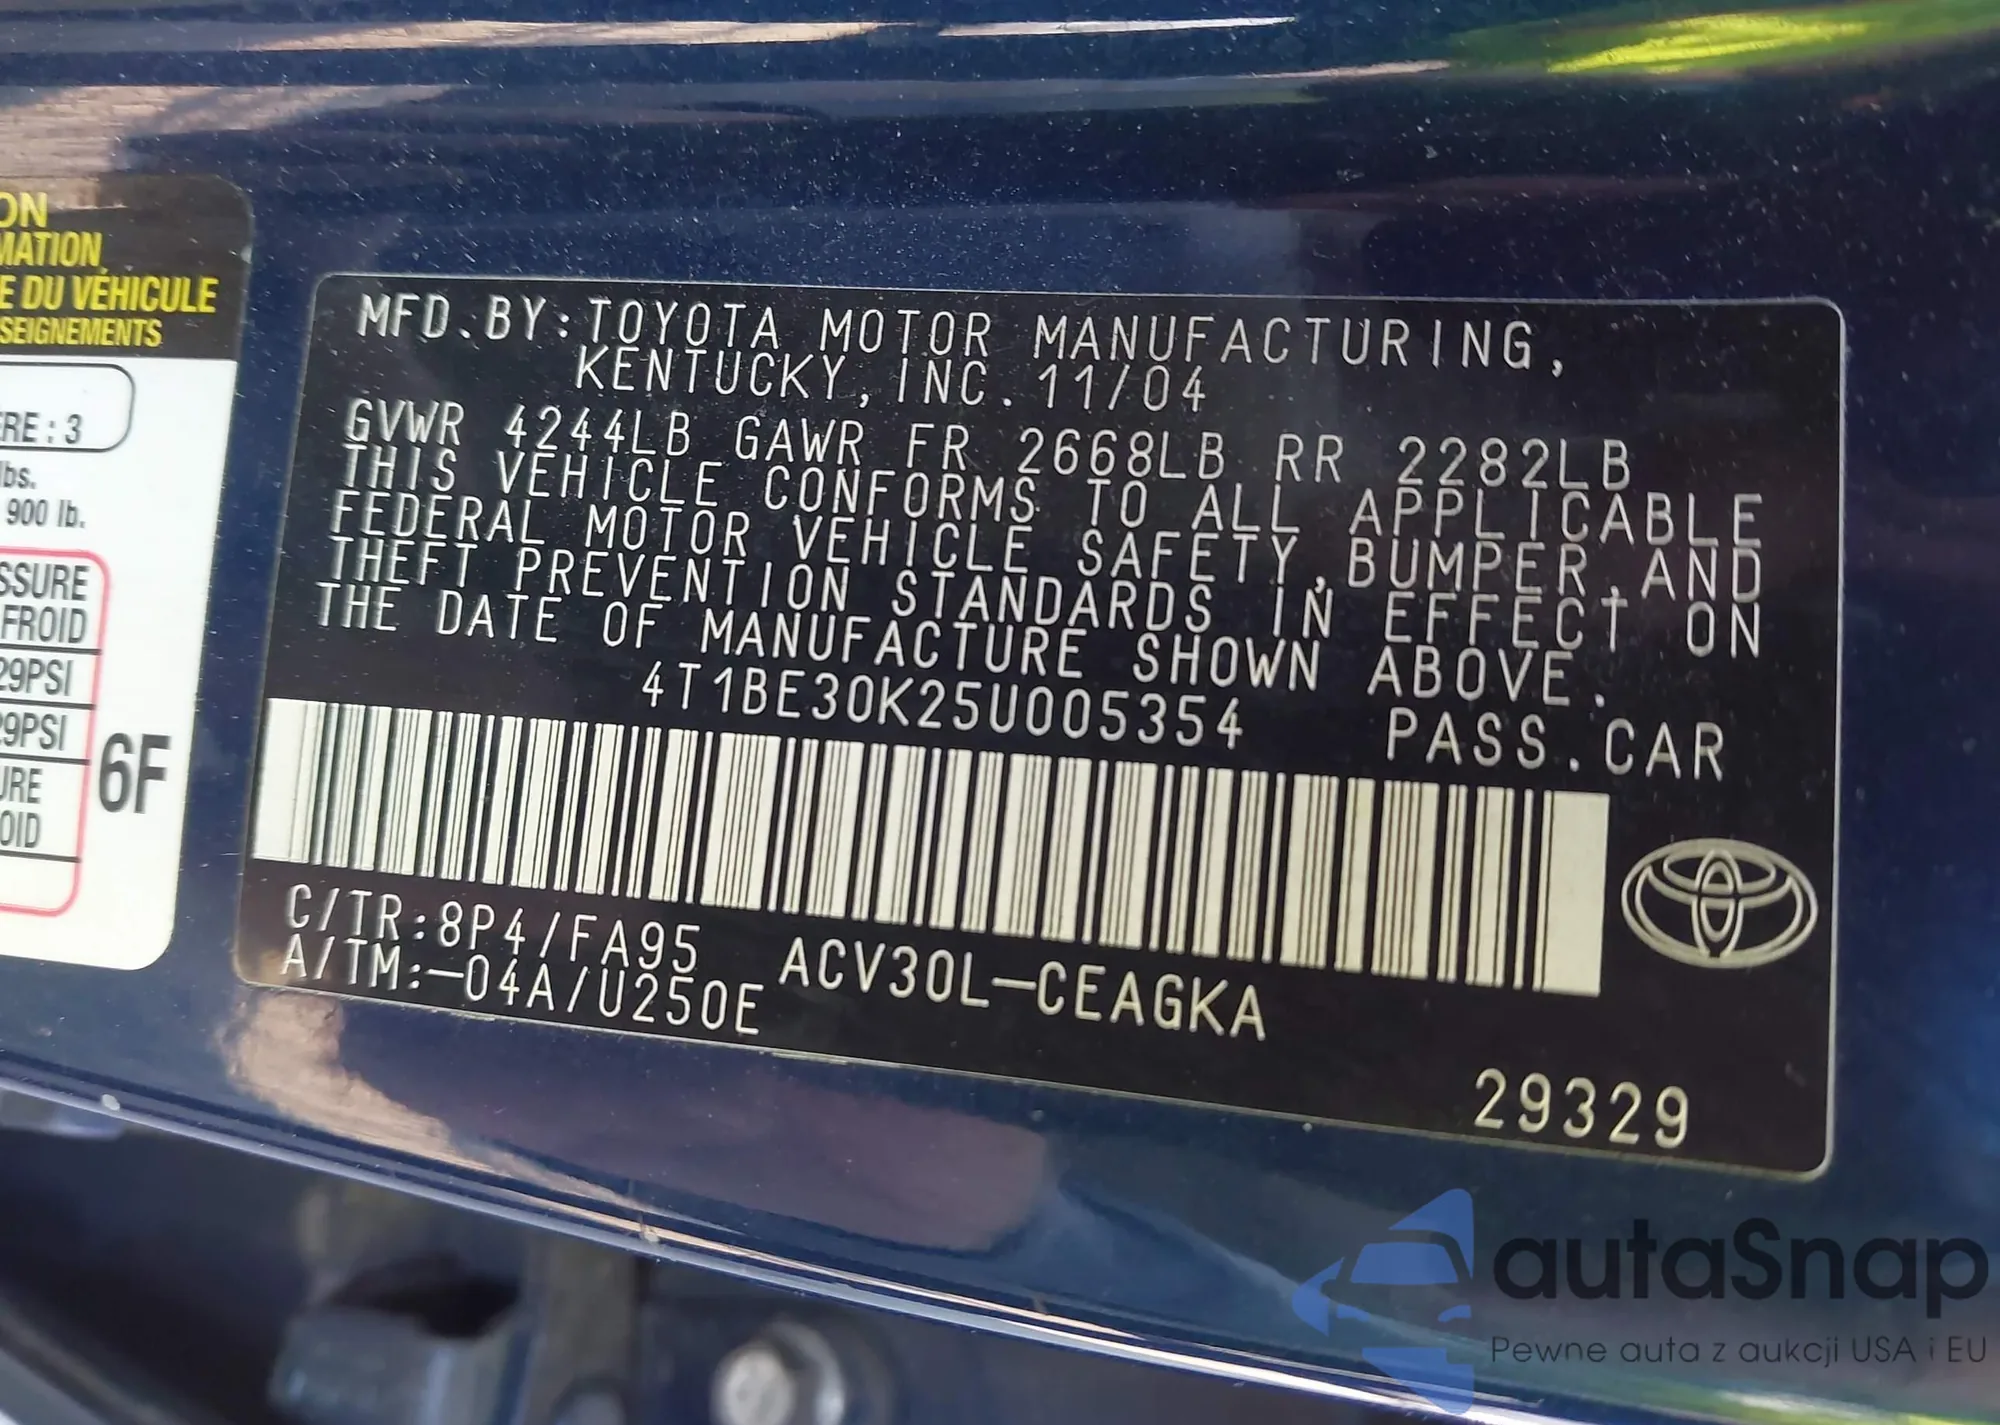 ON
MATION
E DU VÉHICULE
SEIGNEMENTS
ÈRE : 3
lbs.
900 lb.
SSURE
FROID
29PSI
29PSI
URE
OID
6F
MFD.BY:TOYOTA MOTOR MANUFACTURING,
KENTUCKY, INC. 11/04
GVWR 4244LB GAWR FR 2668LB RR 2282LB
THIS VEHICLE CONFORMS TO ALL APPLICABLE
FEDERAL MOTOR VEHICLE SAFETY,BUMPER,AND
THEFT PREVENTION STANDARDS IN EFFECT ON
THE DATE OF MANUFACTURE SHOWN ABOVE.
4T1BE30K25U005354 PASS.CAR
C/TR:8P4/FA95 ACV30L-CEAGKA
A/TM:-04A/U250E
29329
autaSnap
Pewne auta z aukcji USA i EU